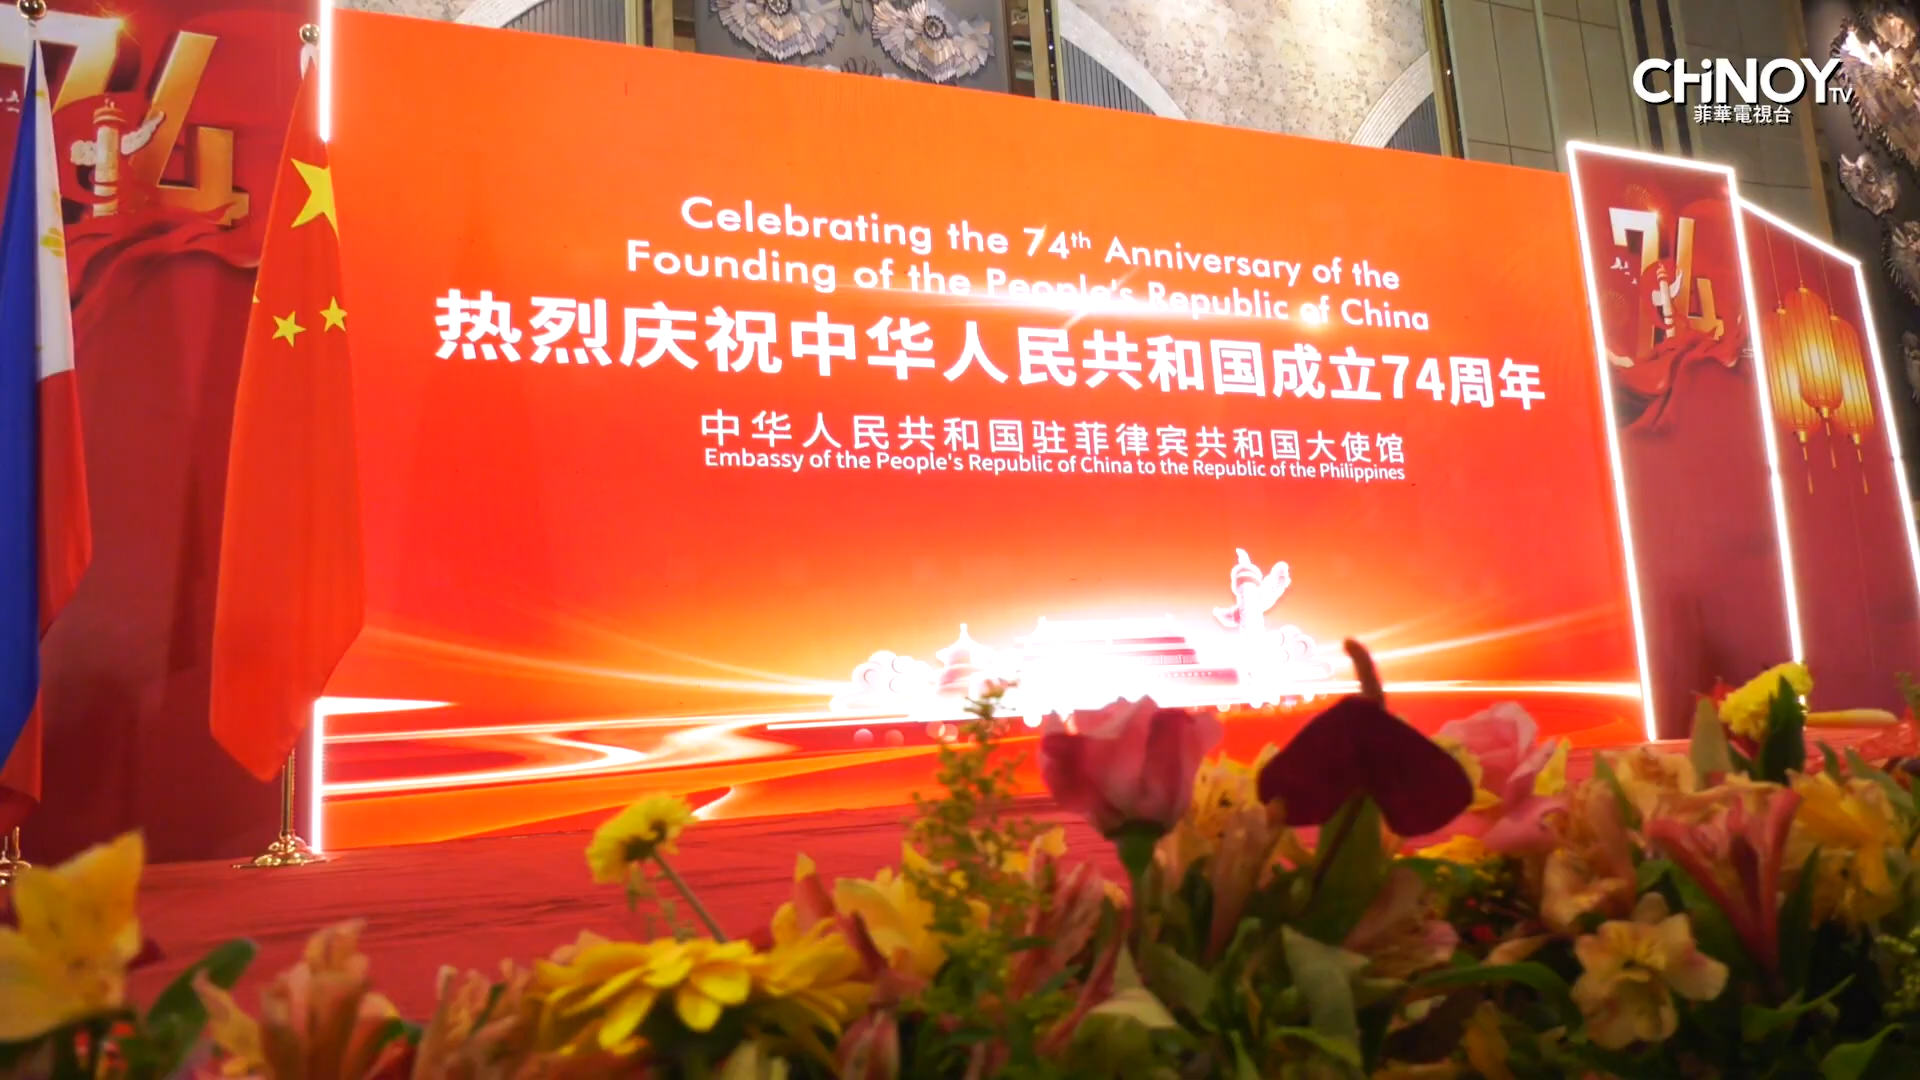 74
CHiNOY TV
菲華電視台
Celebrating the 74th Anniversary of the
Founding of the People's Republic of China
热烈庆祝中华人民共和国成立74周年
中华人民共和国驻菲律宾共和国大使馆
Embassy of the People's Republic of China to the Republic of the Philippines
74